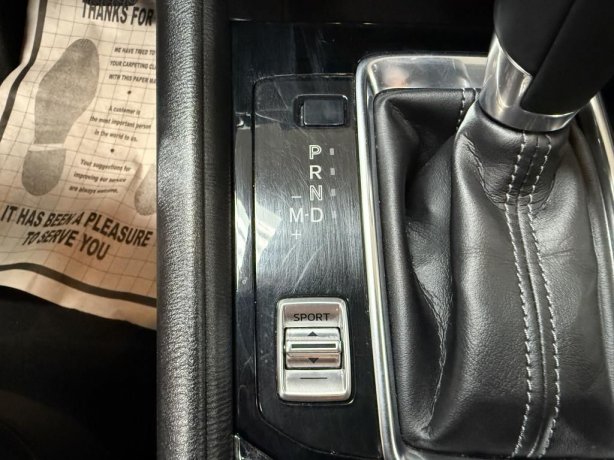 THANKS FOR
WE HAVE TRIED TO
YOUR CARPETING CL
WITH THIS PAPER MA
A customer is
the most important person
in the world to us.
Your suggestions for
improving our service
are always welcome.
IT HAS BEEN A PLEASURE
TO SERVE YOU
P
R
N
–
M-D
+
SPORT